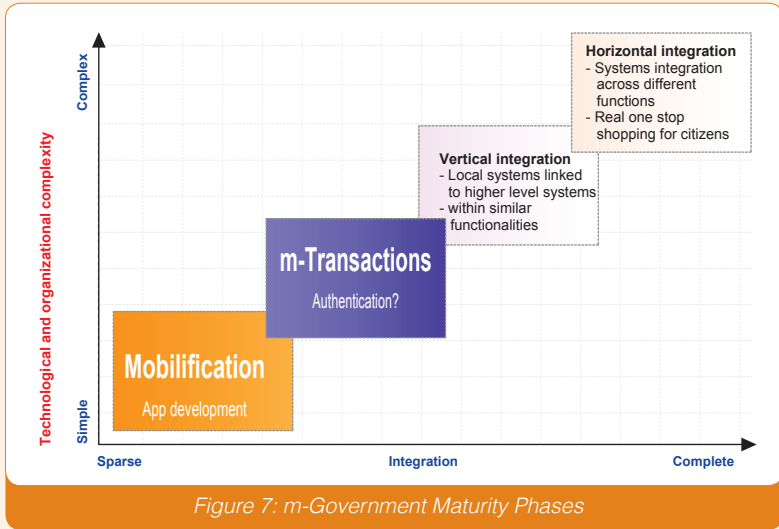 Technological and organizational complexity
Complex
Simple
Horizontal integration
- Systems integration
across different
functions
- Real one stop
shopping for citizens
Vertical integration
- Local systems linked
to higher level systems
- within similar
functionalities
m-Transactions
Authentication?
Mobilification
App development
Sparse
Integration
Complete
Figure 7: m-Government Maturity Phases